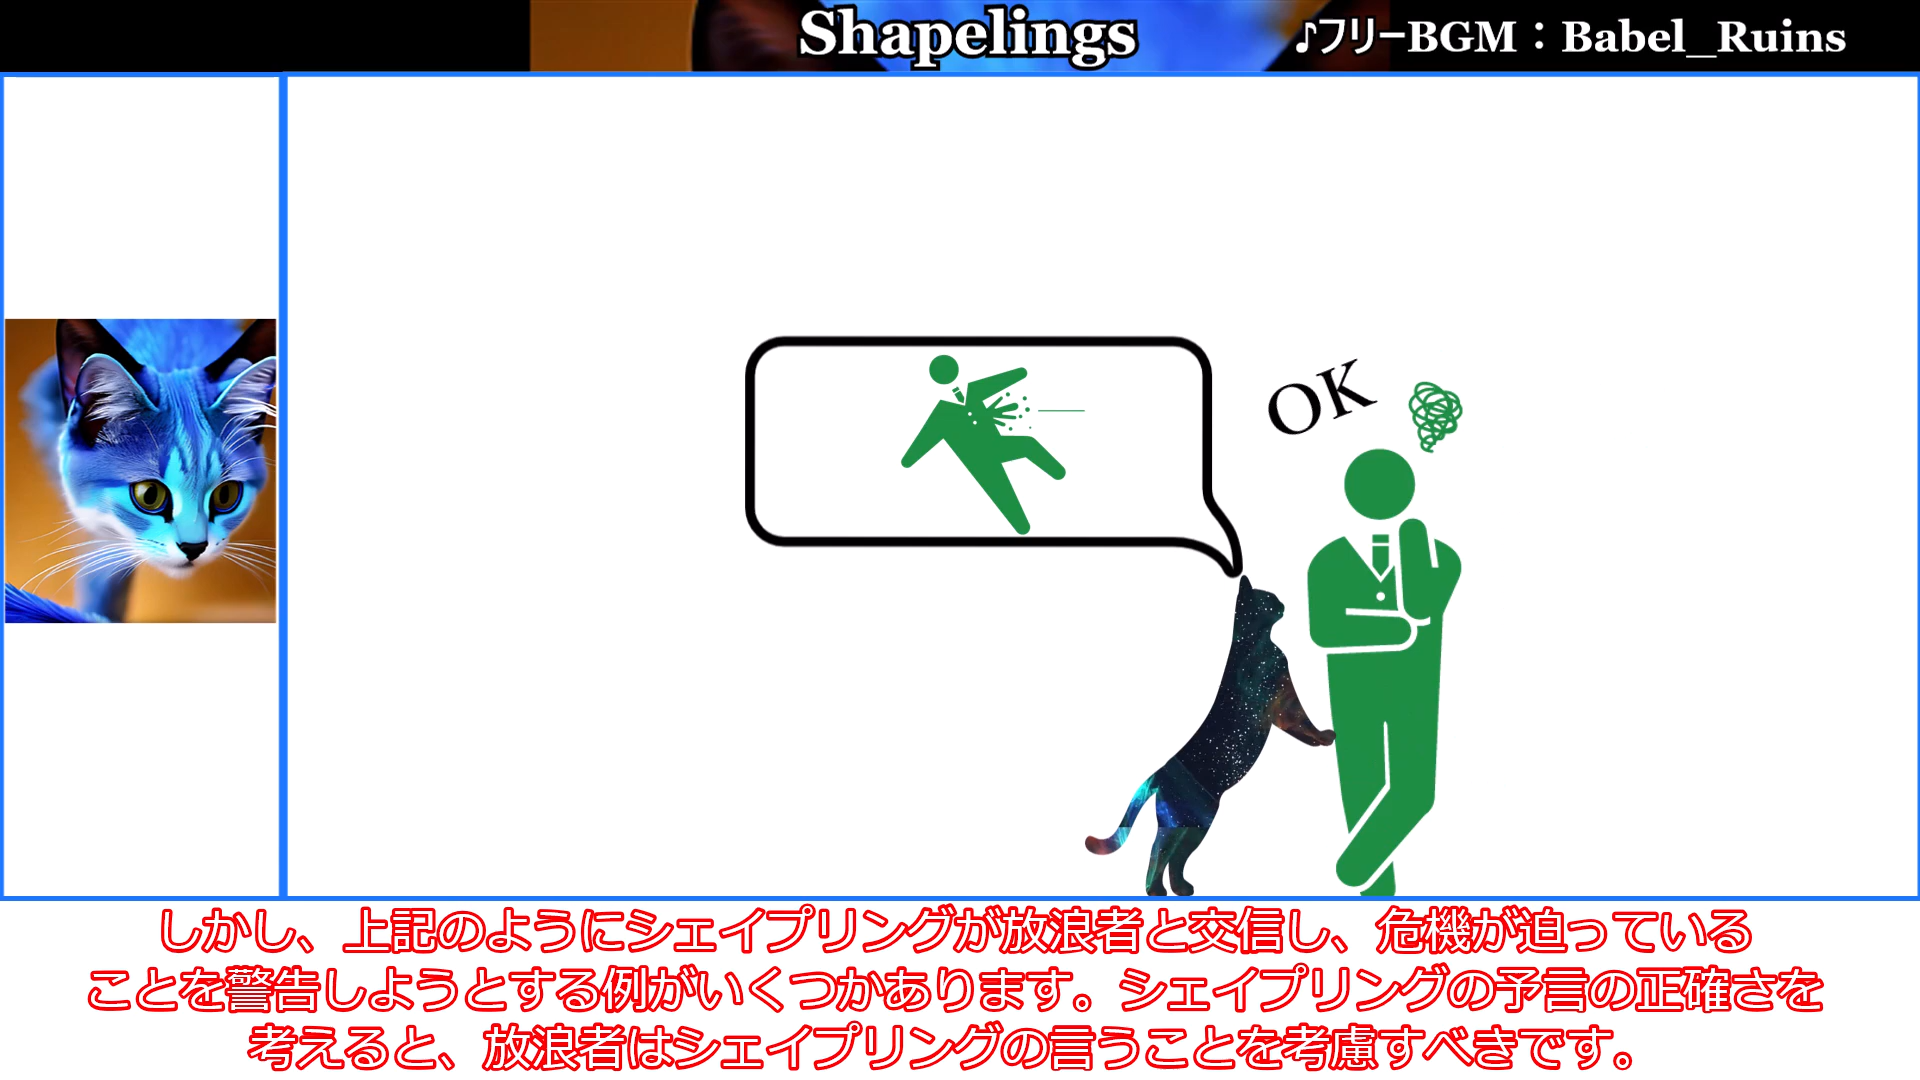 Shapelings
♪フリーBGM：Babel_Ruins
OK
しかし、上記のようにシェイプリングが放浪者と交信し、危機が迫っている
ことを警告しようとする例がいくつかあります。シェイプリングの予言の正確さを
考えると、放浪者はシェイプリングの言うことを考慮すべきです。